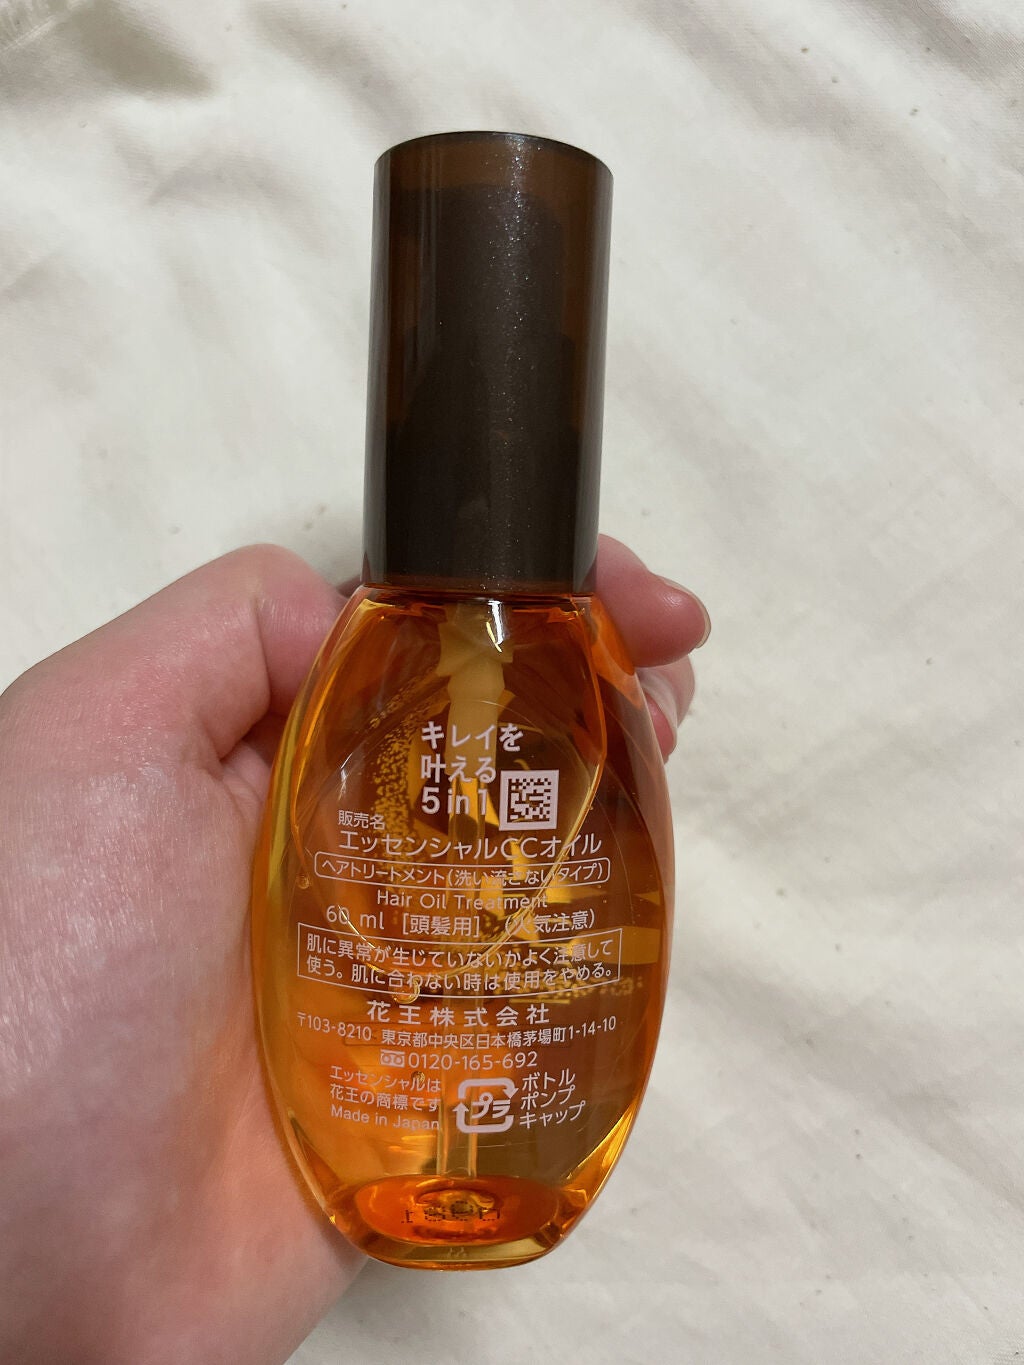 キレイを
叶える
5 in 1
販売名
エッセンシャルCCオイル
ヘアトリートメント(洗い流さないタイプ)
Hair Oil Treatment
60 ml [頭髪用] (火気注意)
肌に異常が生じていないかよく注意して
使う。肌に合わない時は使用をやめる。
花王株式会社
〒103-8210 東京都中央区日本橋茅場町1-14-10
0120-165-692
エッセンシャルは
花王の商標です
Made in Japan
プラ
ボトル
ポンプ
キャップ